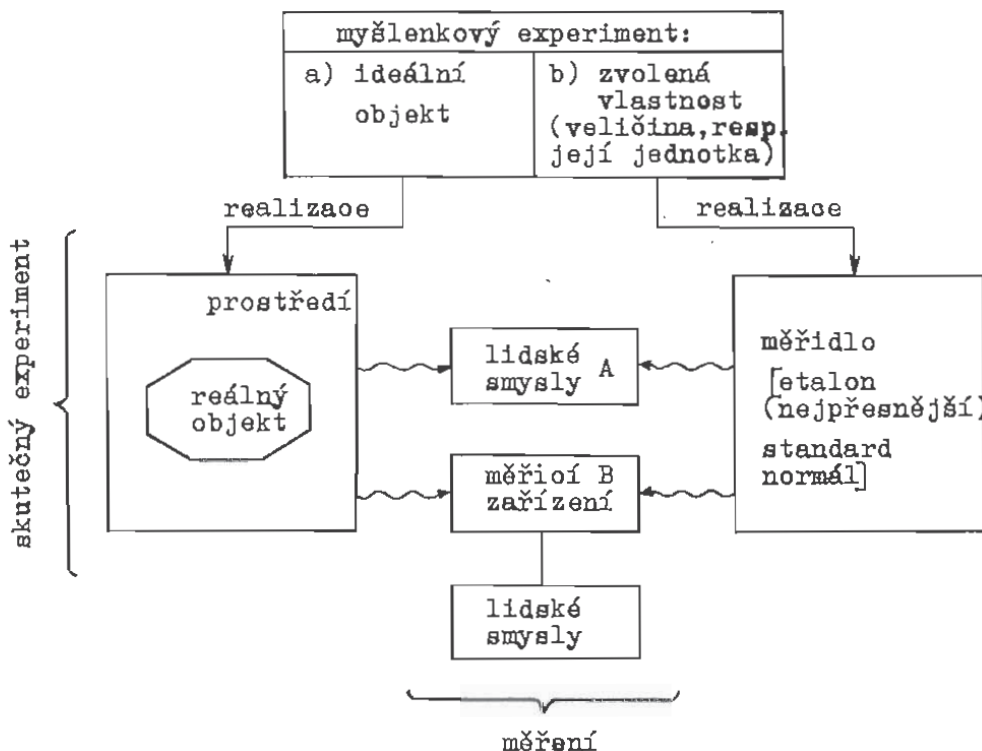 myšlenkový experiment:
a) ideální
objekt
b) zvolená
vlastnost
(veličina,resp.
její jednotka)
realizace
realizace
skutečný experiment
prostředí
reálný
objekt
lidské
smysly A
měřicí B
zařízení
lidské
smysly
měřidlo
[etalon
(nejpřesnější)
standard
normál]
měření